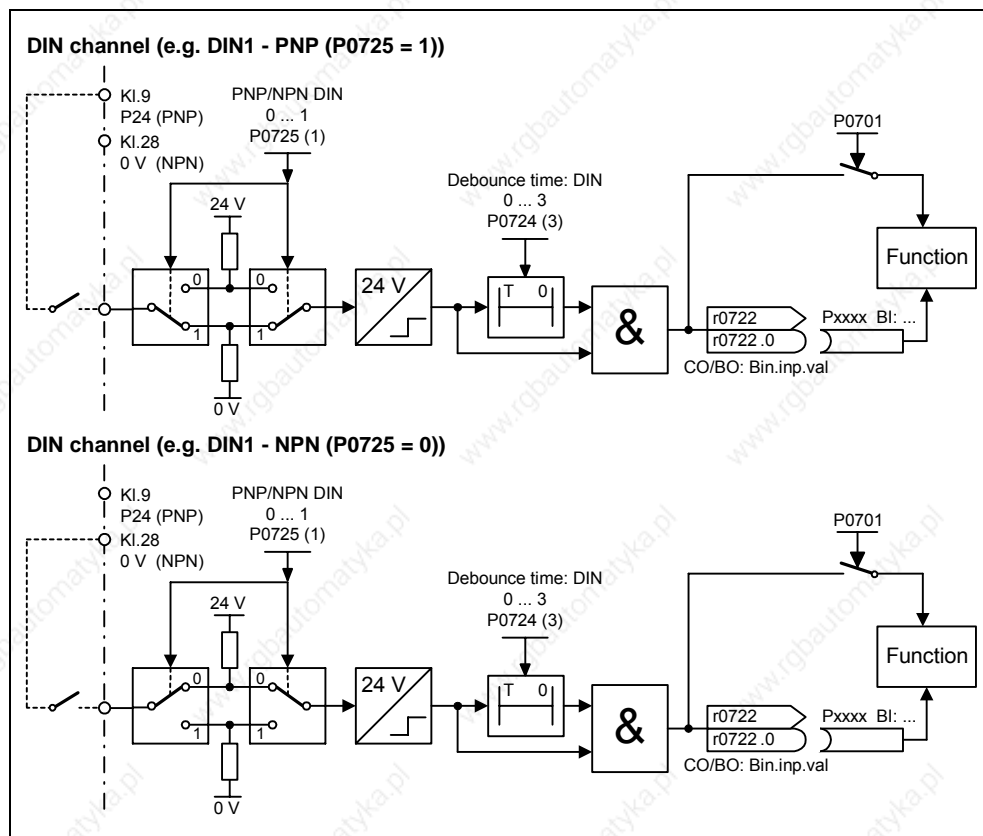 DIN channel (e.g. DIN1 - PNP (P0725 = 1))
Kl.9
P24 (PNP)
Kl.28
0 V (NPN)
PNP/NPN DIN
0 ... 1
P0725 (1)
P0701
Debounce time: DIN
0 ... 3
P0724 (3)
24 V
0
0
1
1
0 V
24 V
T 0
&
Function
r0722
r0722 .0
Pxxxx BI: ...
CO/BO: Bin.inp.val
DIN channel (e.g. DIN1 - NPN (P0725 = 0))
Kl.9
P24 (PNP)
Kl.28
0 V (NPN)
PNP/NPN DIN
0 ... 1
P0725 (1)
P0701
Debounce time: DIN
0 ... 3
P0724 (3)
24 V
0
0
1
1
0 V
24 V
T 0
&
Function
r0722
r0722 .0
Pxxxx BI: ...
CO/BO: Bin.inp.val
www.rgbautomatyka.pl